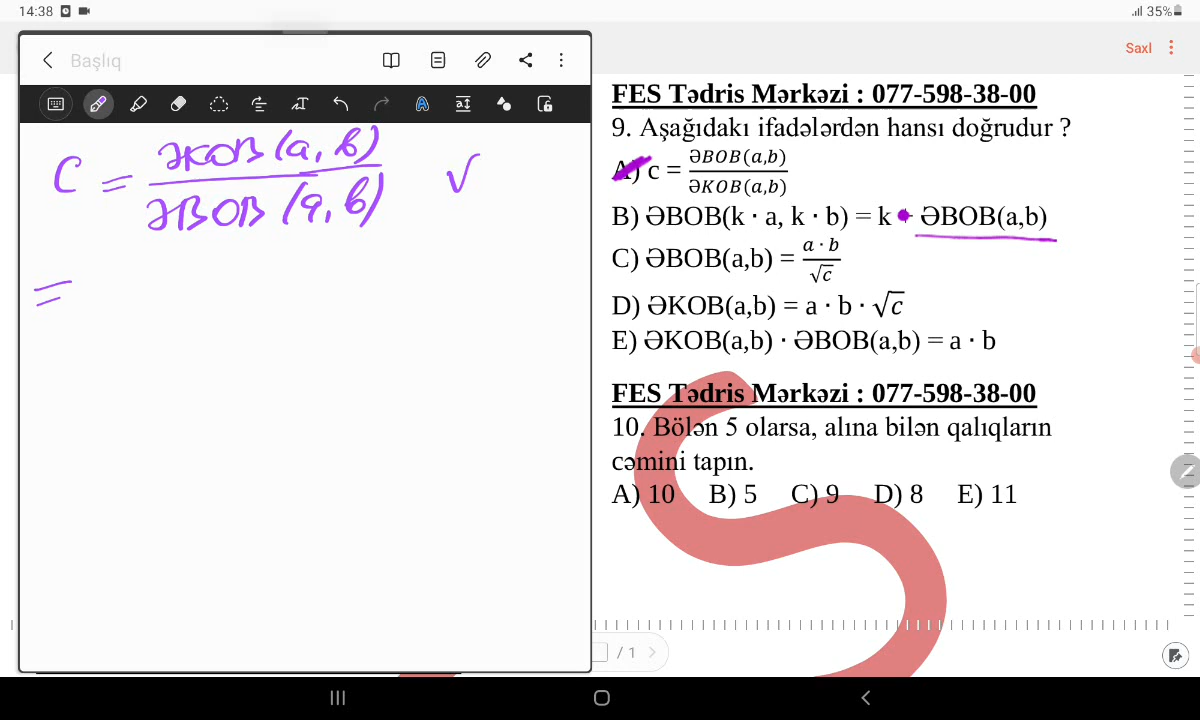 14:38
35%
Başlıq
Saxl
ƏKOB (a, b)
C = ――― √
ƏBOB (a, b)
=
FES Tədris Mərkəzi : 077-598-38-00
9. Aşağıdakı ifadələrdən hansı doğrudur ?
A) c = ƏBOB(a,b) / ƏKOB(a,b)
B) ƏBOB(k · a, k · b) = k · ƏBOB(a,b)
C) ƏBOB(a,b) = a · b / √c
D) ƏKOB(a,b) = a · b · √c
E) ƏKOB(a,b) · ƏBOB(a,b) = a · b
FES Tədris Mərkəzi : 077-598-38-00
10. Bölən 5 olarsa, alına bilən qalıqların
cəmini tapın.
A) 10 B) 5 C) 9 D) 8 E) 11
/ 1